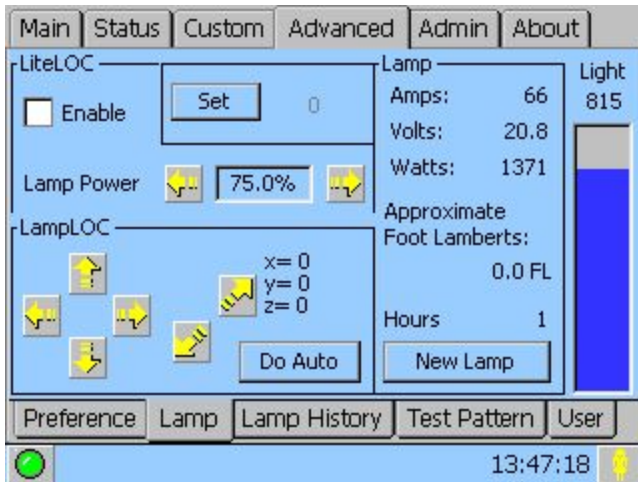 Main Status Custom Advanced Admin About
LiteLOC
Enable
Set 0
Lamp Power 75.0%
LampLOC
x= 0
y= 0
z= 0
Do Auto
Lamp
Amps: 66
Volts: 20.8
Watts: 1371
Approximate
Foot Lamberts:
0.0 FL
Hours 1
New Lamp
Light
815
Preference Lamp Lamp History Test Pattern User
13:47:18